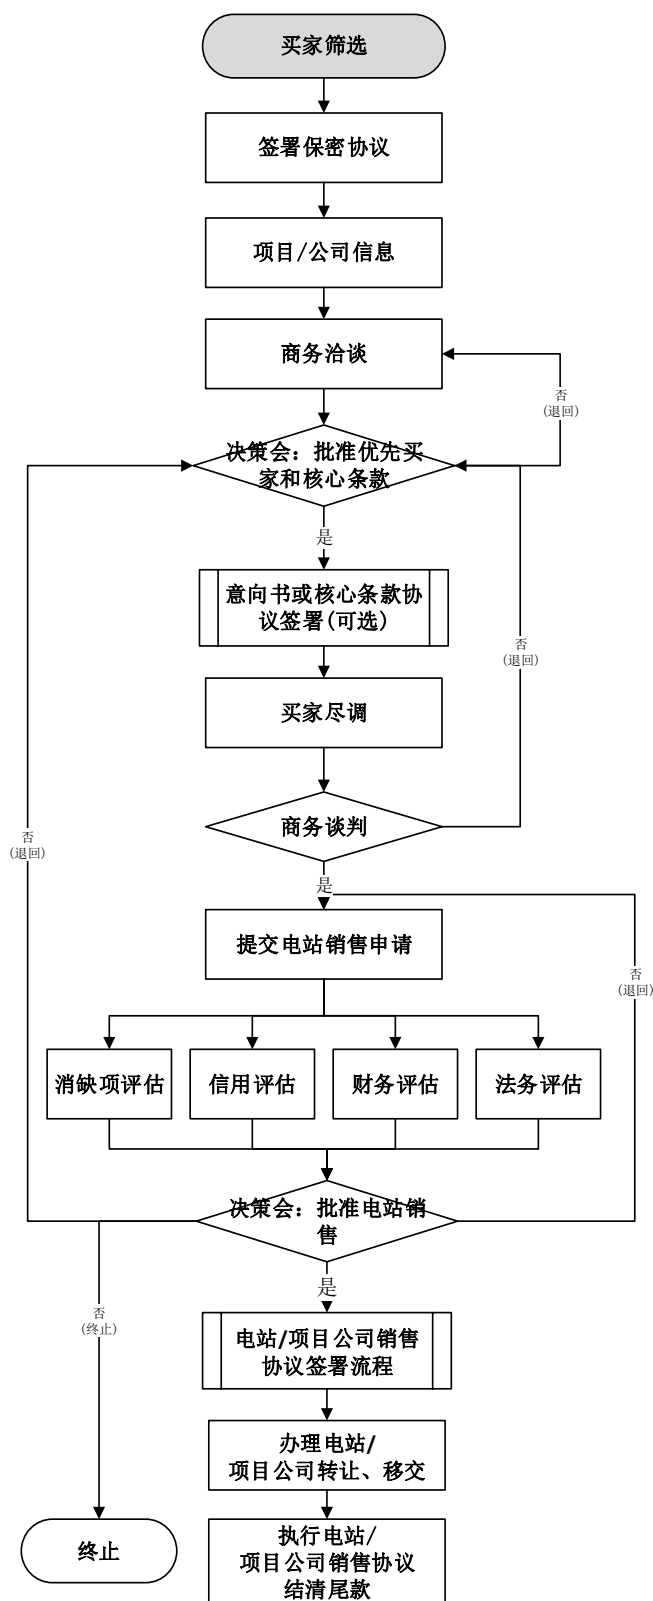 买家筛选
签署保密协议
项目/公司信息
商务洽谈
否
(退回)
决策会：批准优先买
家和核心条款
是
意向书或核心条款协
议签署(可选)
否
(退回)
买家尽调
商务谈判
否
(退回)
是
提交电站销售申请
否
(退回)
消缺项评估
信用评估
财务评估
法务评估
决策会：批准电站销
售
是
否
(终止)
电站/项目公司销售
协议签署流程
办理电站/
项目公司转让、移交
终止
执行电站/
项目公司销售协议
结清尾款